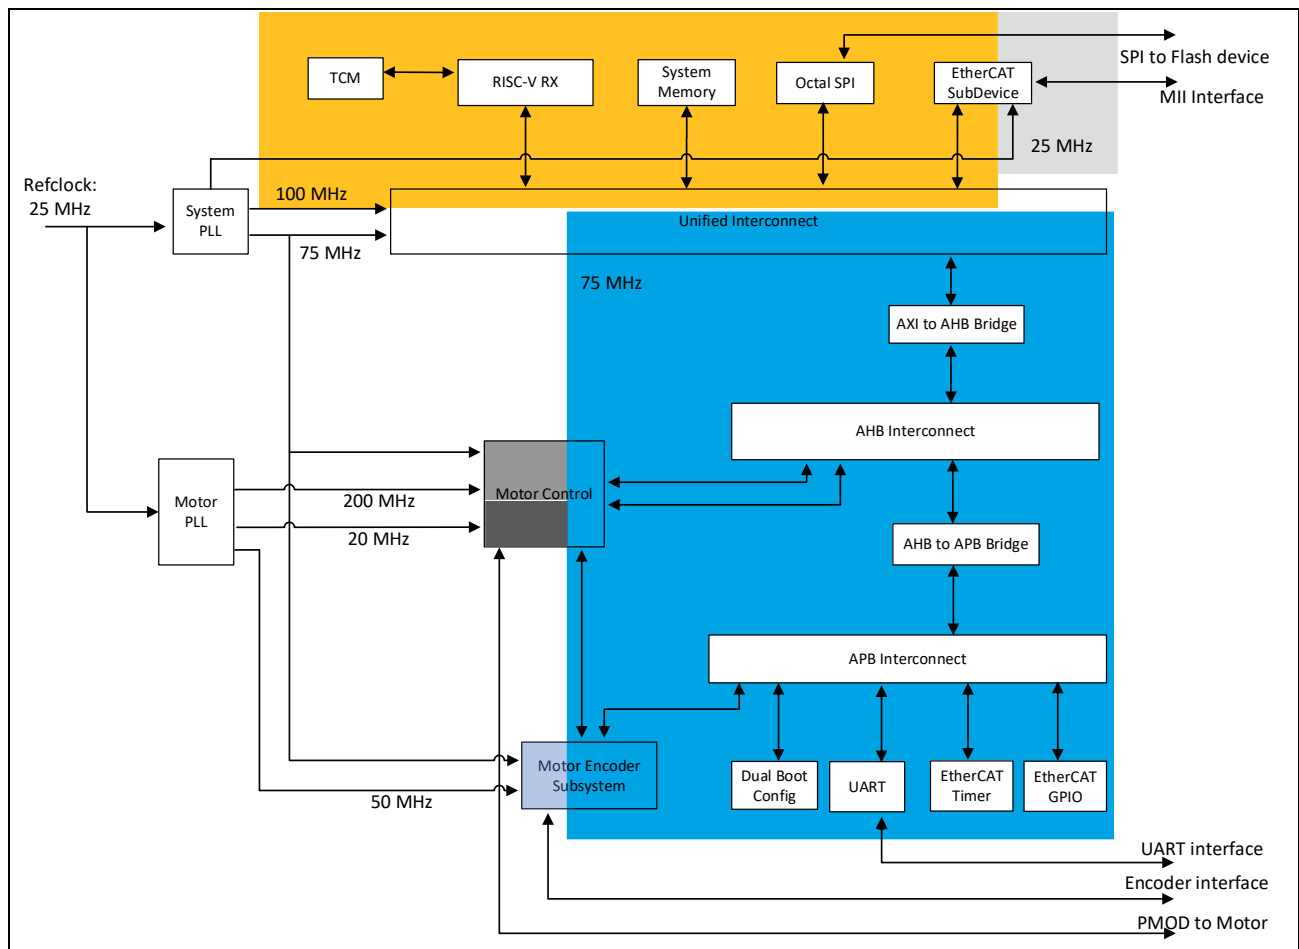 SPI to Flash device
TCM
RISC-V RX
System
Memory
Octal SPI
EtherCAT
SubDevice
MII Interface
25 MHz
Refclock:
25 MHz
System
PLL
100 MHz
75 MHz
Unified Interconnect
75 MHz
AXI to AHB Bridge
AHB Interconnect
Motor
PLL
200 MHz
20 MHz
Motor Control
AHB to APB Bridge
APB Interconnect
50 MHz
Motor Encoder
Subsystem
Dual Boot
Config
UART
EtherCAT
Timer
EtherCAT
GPIO
UART interface
Encoder interface
PMOD to Motor